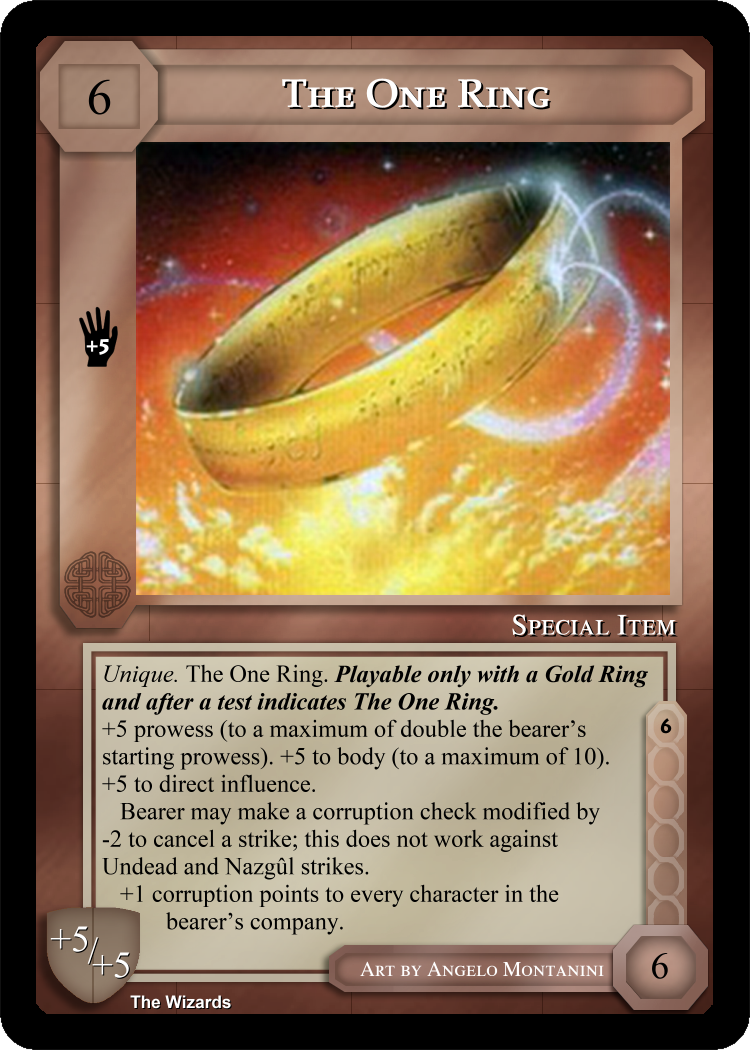 6
The One Ring
+5
Special Item
Unique. The One Ring. Playable only with a Gold Ring
and after a test indicates The One Ring.
+5 prowess (to a maximum of double the bearer's
starting prowess). +5 to body (to a maximum of 10).
+5 to direct influence.
Bearer may make a corruption check modified by
-2 to cancel a strike; this does not work against
Undead and Nazgûl strikes.
+1 corruption points to every character in the
bearer's company.
6
+5/+5
Art by Angelo Montanini
6
The Wizards